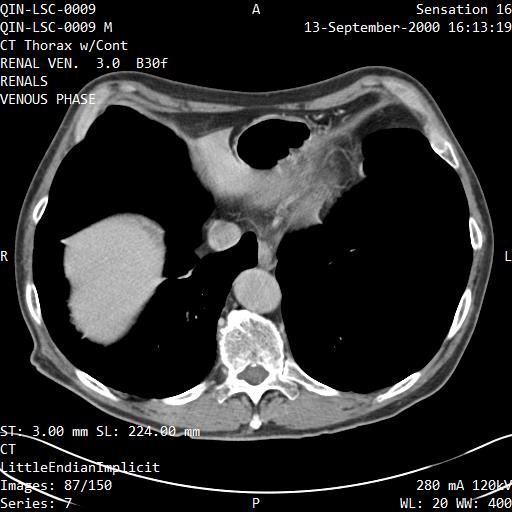 QIN-LSC-0009
QIN-LSC-0009 M
CT Thorax w/Cont
RENAL VEN. 3.0 B30f
RENALS
VENOUS PHASE
A
Sensation 16
13-September-2000 16:13:19
R
L
ST: 3.00 mm SL: 224.00 mm
CT
LittleEndianImplicit
Images: 87/150
Series: 7
P
280 mA 120kV
WL: 20 WW: 400